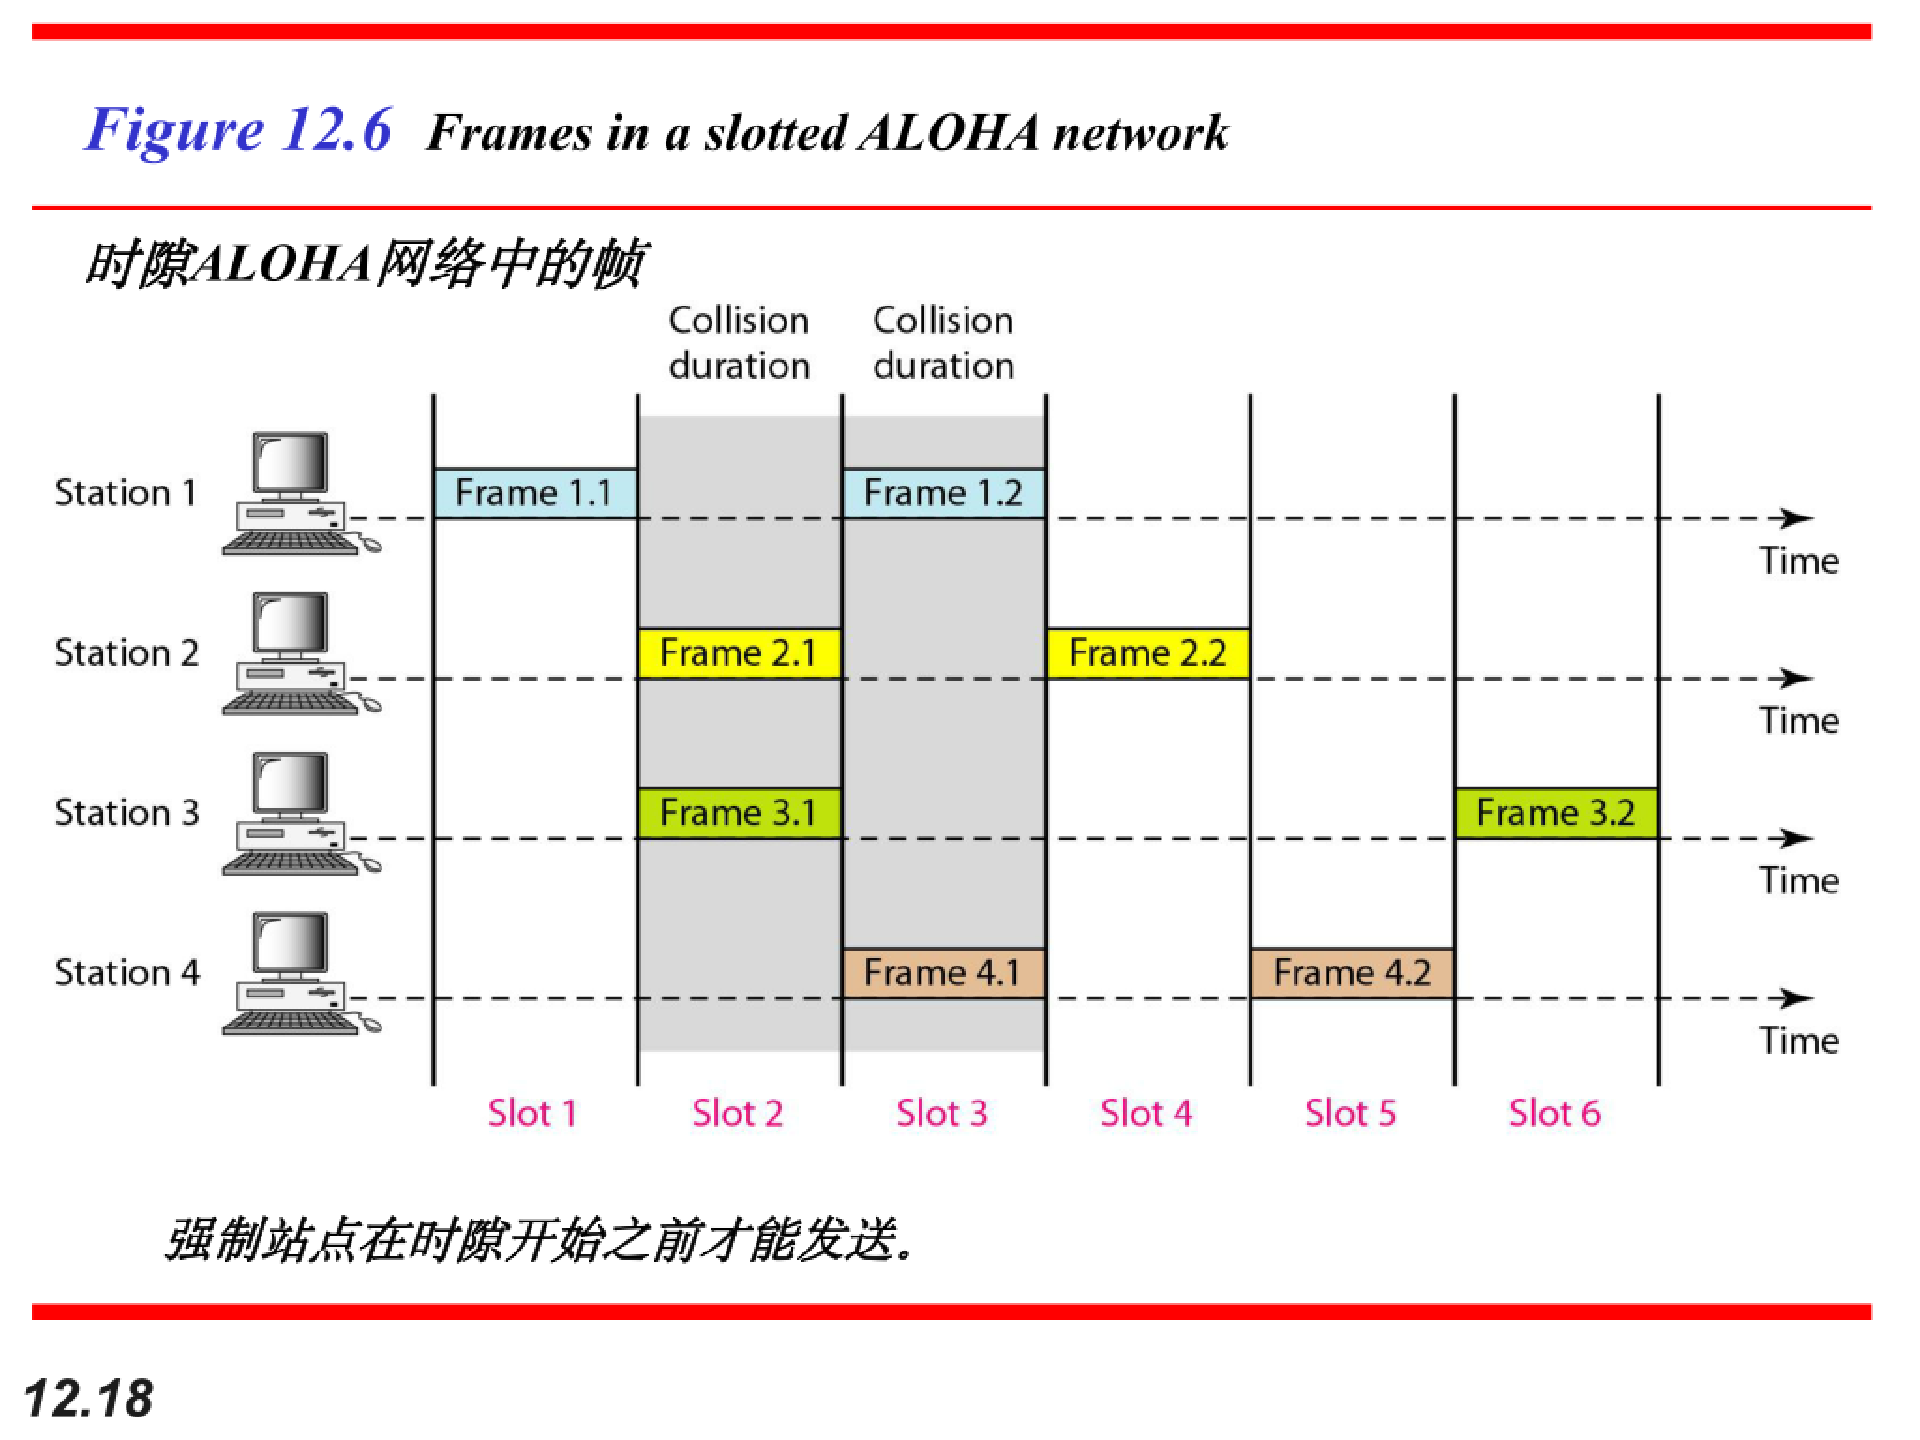 Figure 12.6 Frames in a slotted ALOHA network
时隙ALOHA网络中的帧
Collision duration
Collision duration
Station 1
Frame 1.1
Frame 1.2
Time
Station 2
Frame 2.1
Frame 2.2
Time
Station 3
Frame 3.1
Frame 3.2
Time
Station 4
Frame 4.1
Frame 4.2
Time
Slot 1
Slot 2
Slot 3
Slot 4
Slot 5
Slot 6
强制站点在时隙开始之前才能发送。
12.18